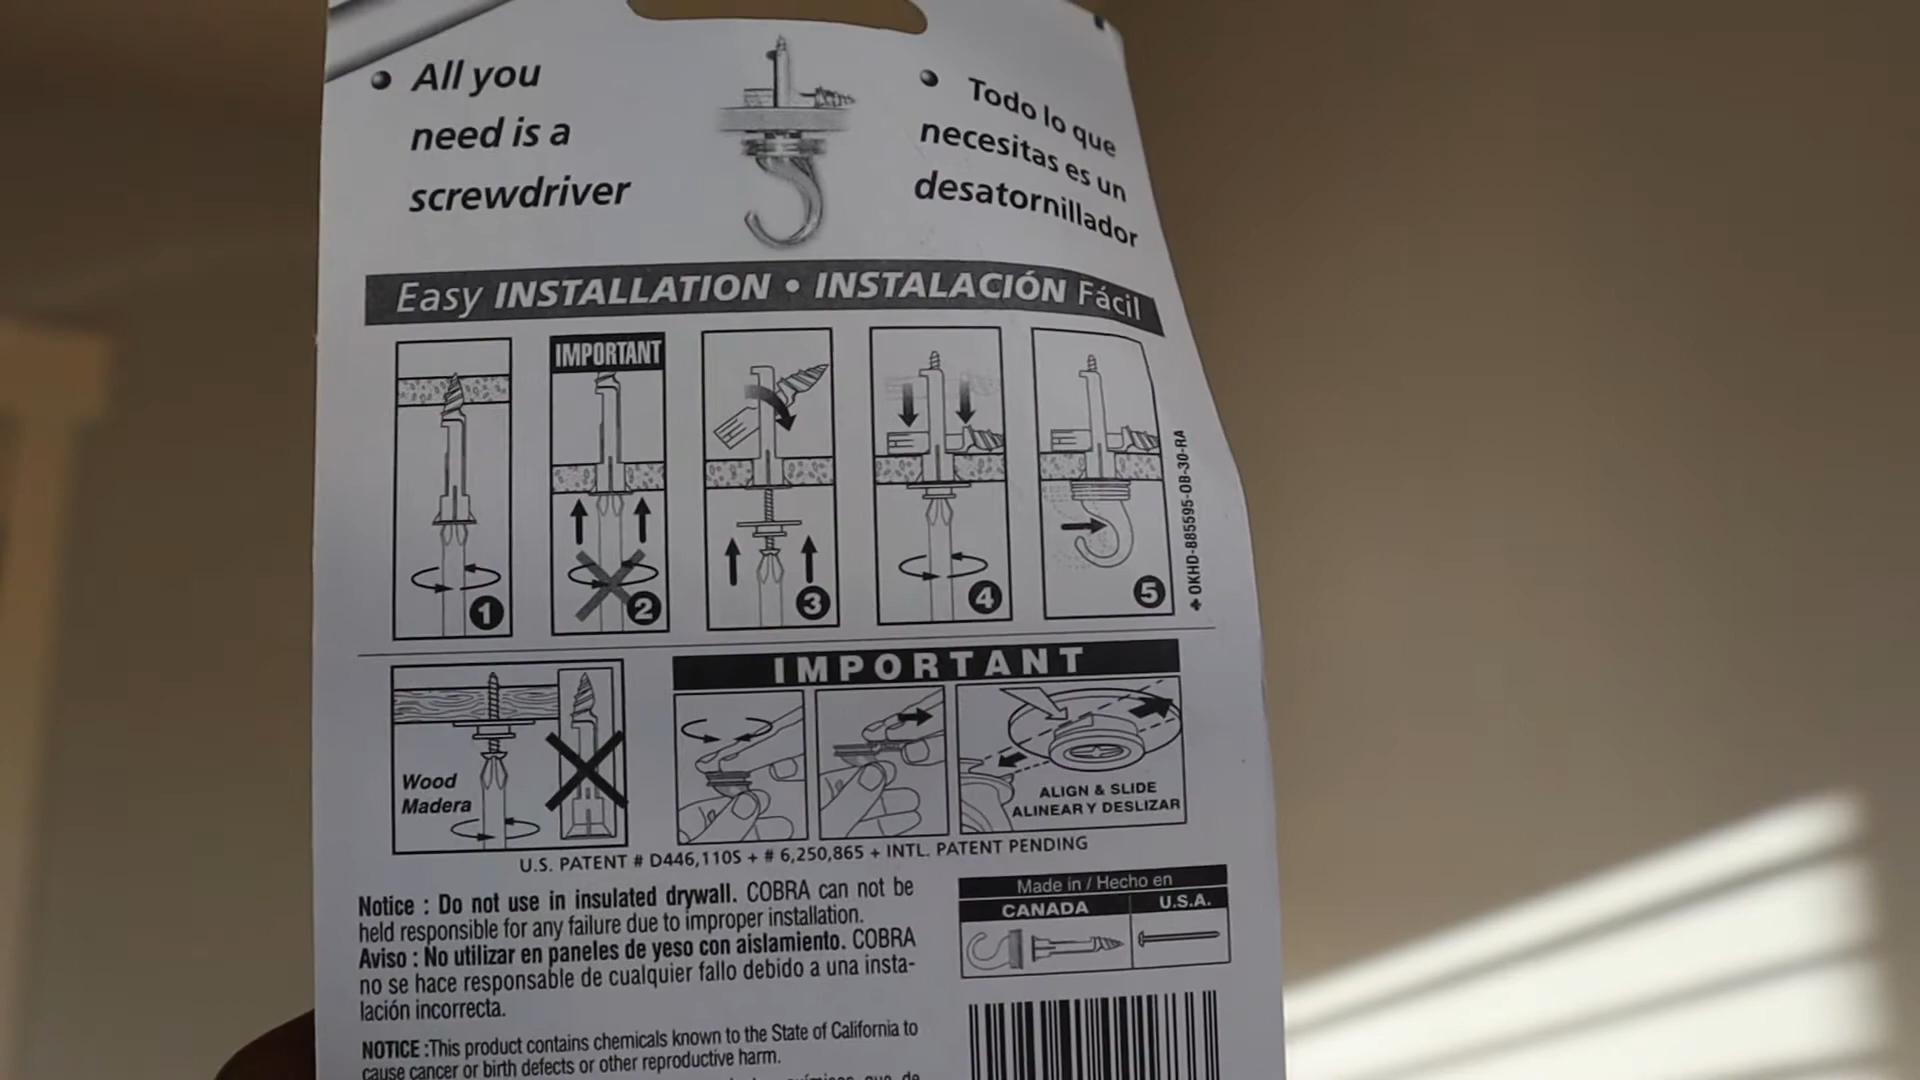 All you
need is a
screwdriver
Todo lo que
necesitas es un
desatornillador
Easy INSTALLATION • INSTALACIÓN Fácil
IMPORTANT
1
2
3
4
5
OKHD-885595-OB-30-RA
Wood
Madera
IMPORTANT
ALIGN & SLIDE
ALINEAR Y DESLIZAR
U.S. PATENT # D446,110S + # 6,250,865 + INTL. PATENT PENDING
Notice : Do not use in insulated drywall. COBRA can not be
held responsible for any failure due to improper installation.
Aviso : No utilizar en paneles de yeso con aislamiento. COBRA
no se hace responsable de cualquier fallo debido a una insta-
lación incorrecta.
Made in / Hecho en
CANADA
U.S.A.
NOTICE :This product contains chemicals known to the State of California to
cause cancer or birth defects or other reproductive harm.